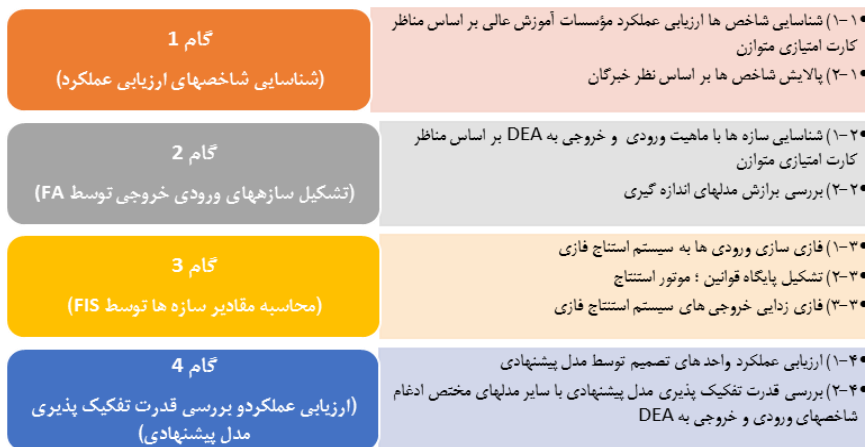 گام 1
(شناسایی شاخصهای ارزیابی عملکرد)
•۱-۱) شناسایی شاخص ها ارزیابی عملکرد مؤسسات آموزش عالی بر اساس مناظر
کارت امتیازی متوازن
•۲-۱) پالایش شاخص ها بر اساس نظر خبرگان
گام 2
(تشکیل سازههای ورودی خروجی توسط FA)
•۱-۲) شناسایی سازه ها با ماهیت ورودی و خروجی به DEA بر اساس مناظر
کارت امتیازی متوازن
•۲-۲) بررسی برازش مدلهای اندازه گیری
گام 3
(محاسبه مقادیر سازه ها توسط FIS)
•۱-۳) فازی سازی ورودی ها به سیستم استناج فازی
•۲-۳) تشکیل پایگاه قوانین ؛ موتور استنتاج
•۳-۳) فازی زدایی خروجی های سیستم استنتاج فازی
گام 4
(ارزیابی عملکردو بررسی قدرت تفکیک پذیری
مدل پیشنهادی)
•۱-۴) ارزیابی عملکرد واحد های تصمیم توسط مدل پیشنهادی
•۲-۴) بررسی قدرت تفکیک پذیری مدل پیشنهادی با سایر مدلهای مختص ادغام
شاخصهای ورودی و خروجی به DEA